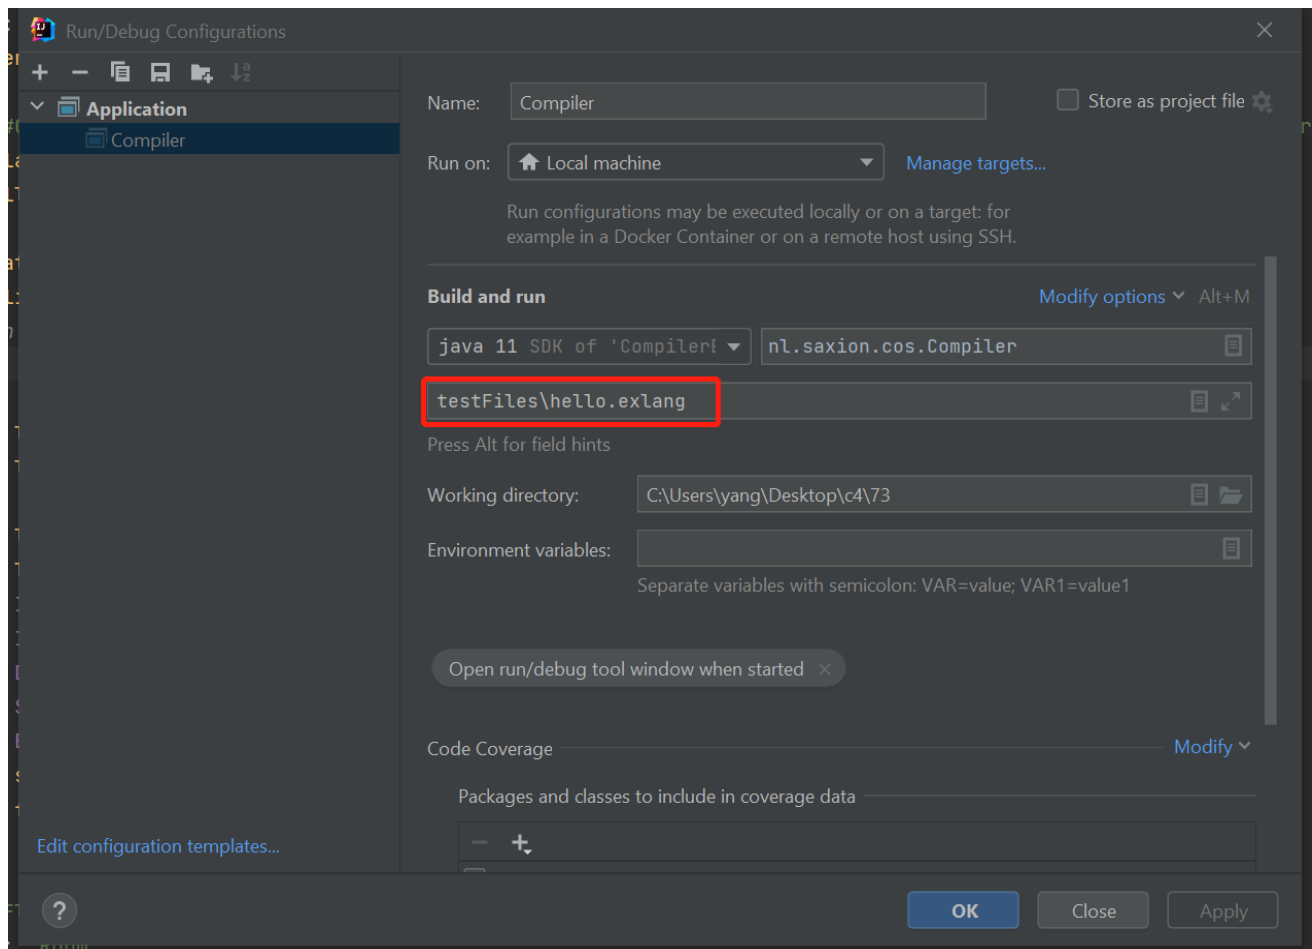 Run/Debug Configurations
Application
Compiler
Edit configuration templates...
Name: Compiler
Store as project file
Run on: Local machine
Manage targets...
Run configurations may be executed locally or on a target: for
example in a Docker Container or on a remote host using SSH.
Build and run
Modify options Alt+M
java 11 SDK of 'Compiler
nl.saxion.cos.Compiler
testFiles\hello.exlang
Press Alt for field hints
Working directory: C:\Users\yang\Desktop\c4\73
Environment variables:
Separate variables with semicolon: VAR=value; VAR1=value1
Open run/debug tool window when started
Code Coverage
Modify
Packages and classes to include in coverage data
?
OK
Close
Apply